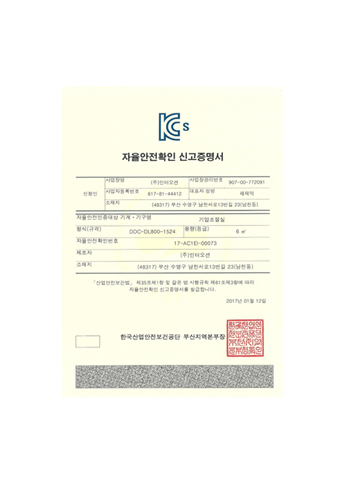 KCs
자율안전확인 신고증명서
신청인
사업장명 (주)인터오션 사업장관리번호 907-00-772091
사업자등록번호 617-81-44412 대표자 성명 채재익
소재지 (48317) 부산 수영구 남천서로13번길 23(남천동)
자율안전인증대상 기계ㆍ기구명 기압조절실
형식(규격) DDC-DL800-1524 용량(등급) 6 ㎥
자율안전확인번호 17-AC1EI-00073
제조자 (주)인터오션
소재지 (48317) 부산 수영구 남천서로13번길 23(남천동)
「산업안전보건법」 제35조제1항 및 같은 법 시행규칙 제61조제3항에 따라
자율안전확인 신고증명서를 발급합니다.
2017년 01월 12일
한국산업안전보건공단 부산지역본부장